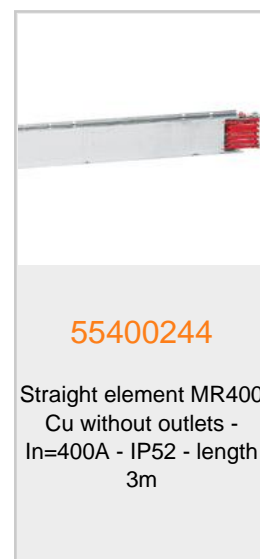 55400244
Straight element MR400
Cu without outlets -
In=400A - IP52 - length
3m